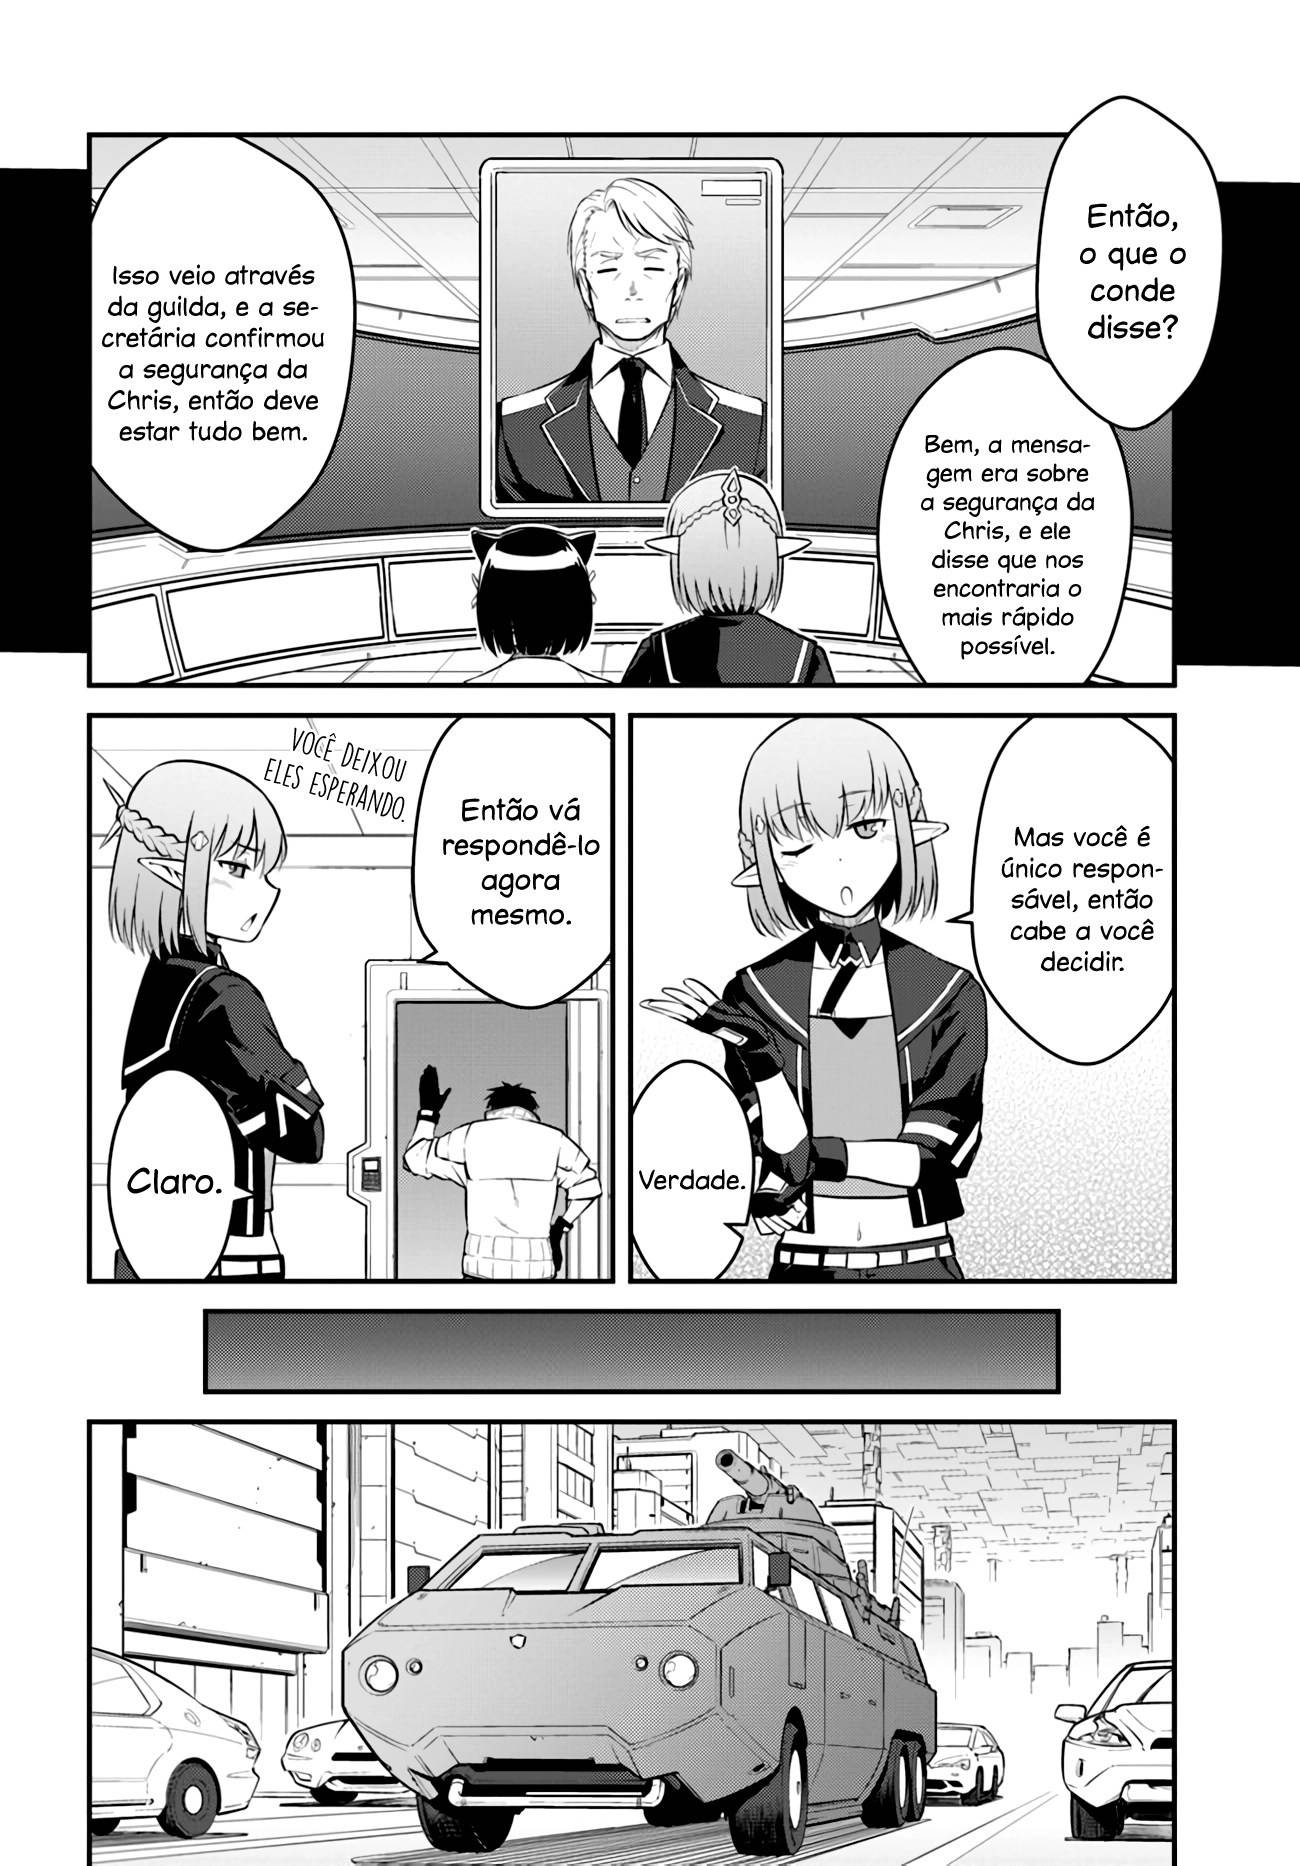 Então,
o que o
conde
disse?
Bem, a mensa-
gem era sobre
a segurança da
Chris, e ele
disse que nos
encontraria o
mais rápido
possível.
Isso veio através
da guilda, e a se-
cretária confirmou
a segurança da
Chris, então deve
estar tudo bem.
Mas você é
único respon-
sável, então
cabe a você
decidir.
Verdade.
Então vá
respondê-lo
agora
mesmo.
VOCÊ DEIXOU
ELES ESPERANDO.
Claro.